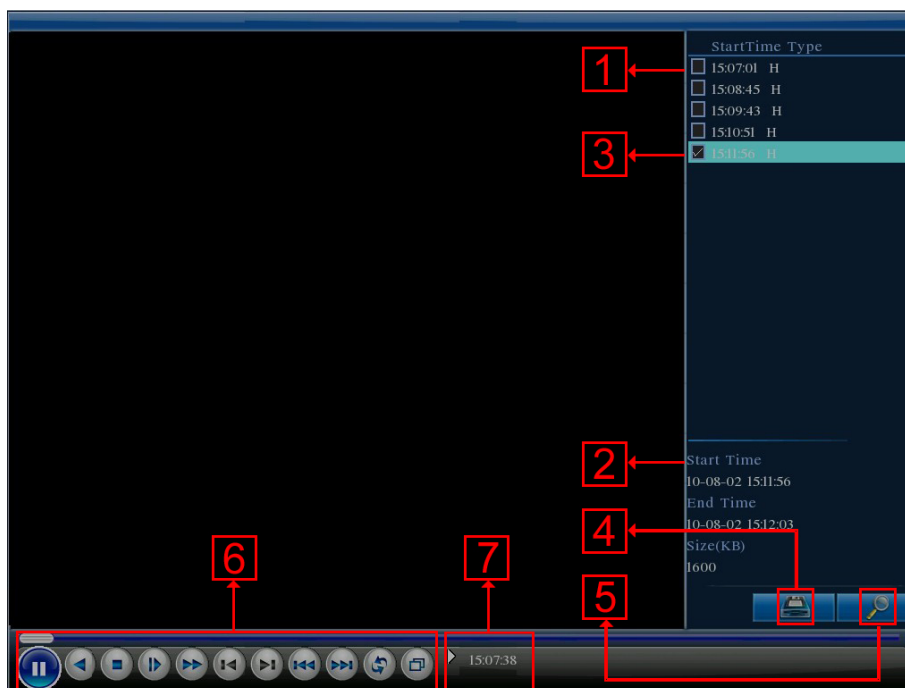 StartTime Type
1
15:07:01 H
15:08:45 H
15:09:43 H
15:10:51 H
3
15:11:56 H
2
Start Time
10-08-02 15:11:56
End Time
4
10-08-02 15:12:03
Size(KB)
6
7
1600
5
15:07:38